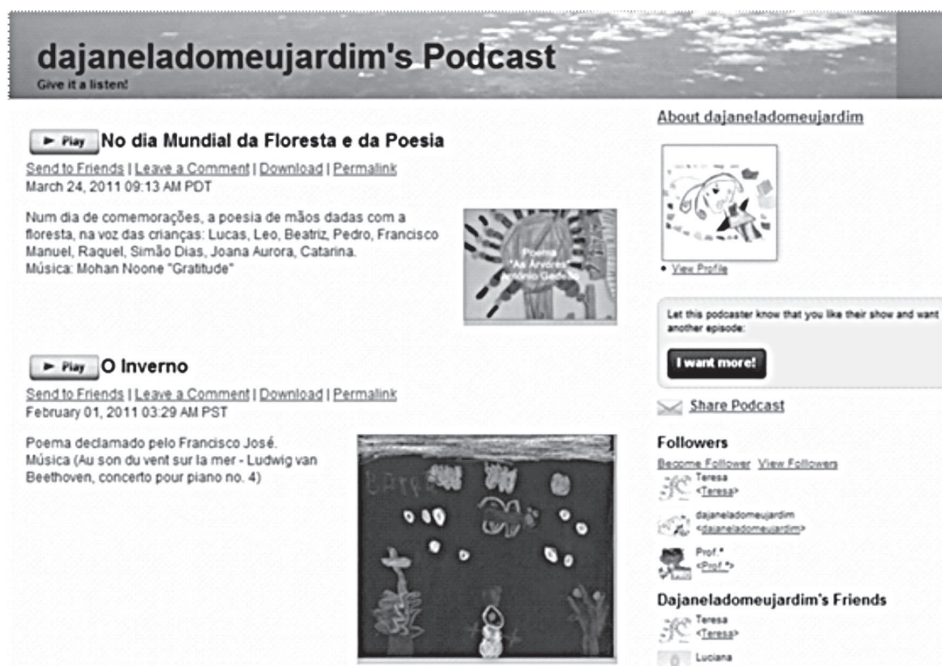 dajaneladomeujardim's Podcast
Give it a listen!
Play No dia Mundial da Floresta e da Poesia
Send to Friends | Leave a Comment | Download | Permalink
March 24, 2011 09:13 AM PDT
Num dia de comemorações, a poesia de mãos dadas com a
floresta, na voz das crianças: Lucas, Leo, Beatriz, Pedro, Francisco
Manuel, Raquel, Simão Dias, Joana Aurora, Catarina.
Música: Mohan Noone "Gratitude"
Poema
"As Árvores"
António Gedeão
Play O Inverno
Send to Friends | Leave a Comment | Download | Permalink
February 01, 2011 03:29 AM PST
Poema declamado pelo Francisco José.
Música (Au son du vent sur la mer - Ludwig van
Beethoven, concerto pour piano no. 4)
About dajaneladomeujardim
View Profile
Let this podcaster know that you like their show and want
another episode:
I want more!
Share Podcast
Followers
Become Follower View Followers
Teresa
<Teresa>
dajaneladomeujardim
<dajaneladomeujardim>
Prof.*
<Prof.*>
Dajaneladomeujardim's Friends
Teresa
<Teresa>
Luciana